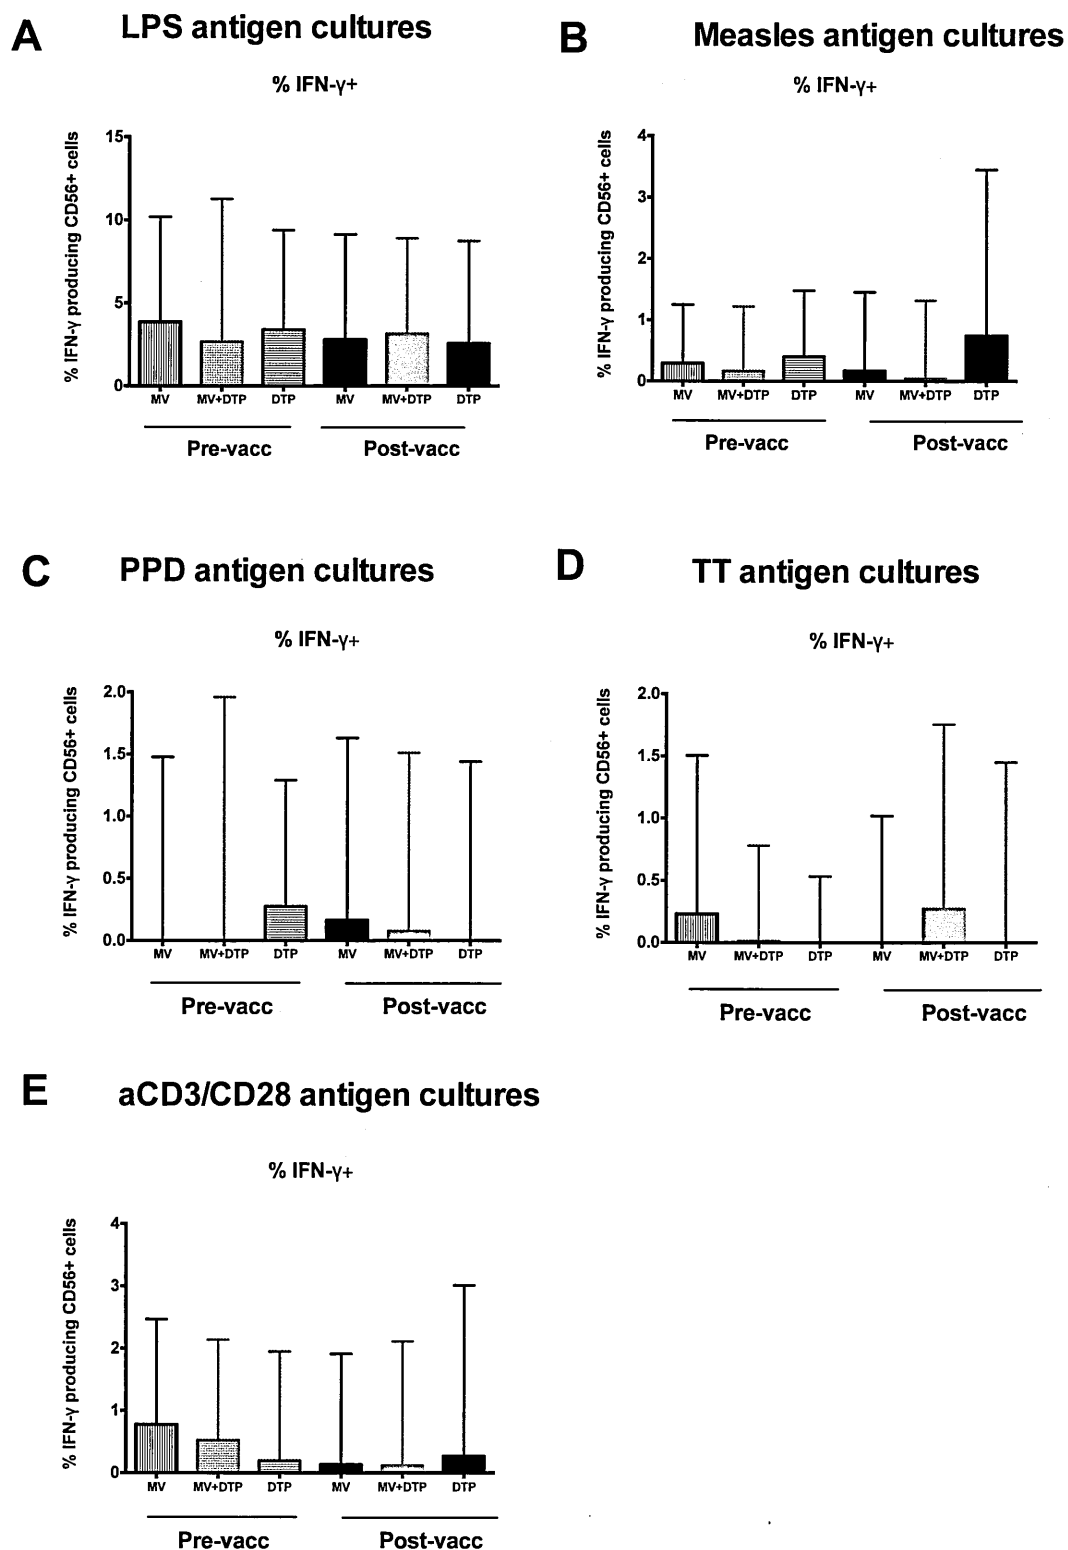 A
LPS antigen cultures
% IFN-γ+
% IFN-γ producing CD56+ cells
15
10
5
0
MV MV+DTP DTP MV MV+DTP DTP
Pre-vacc Post-vacc
B
Measles antigen cultures
% IFN-γ+
% IFN-γ producing CD56+ cells
4
3
2
1
0
MV MV+DTP DTP MV MV+DTP DTP
Pre-vacc Post-vacc
C
PPD antigen cultures
% IFN-γ+
% IFN-γ producing CD56+ cells
2.0
1.5
1.0
0.5
0.0
MV MV+DTP DTP MV MV+DTP DTP
Pre-vacc Post-vacc
D
TT antigen cultures
% IFN-γ+
% IFN-γ producing CD56+ cells
2.0
1.5
1.0
0.5
0.0
MV MV+DTP DTP MV MV+DTP DTP
Pre-vacc Post-vacc
E
aCD3/CD28 antigen cultures
% IFN-γ+
% IFN-γ producing CD56+ cells
4
3
2
1
0
MV MV+DTP DTP MV MV+DTP DTP
Pre-vacc Post-vacc